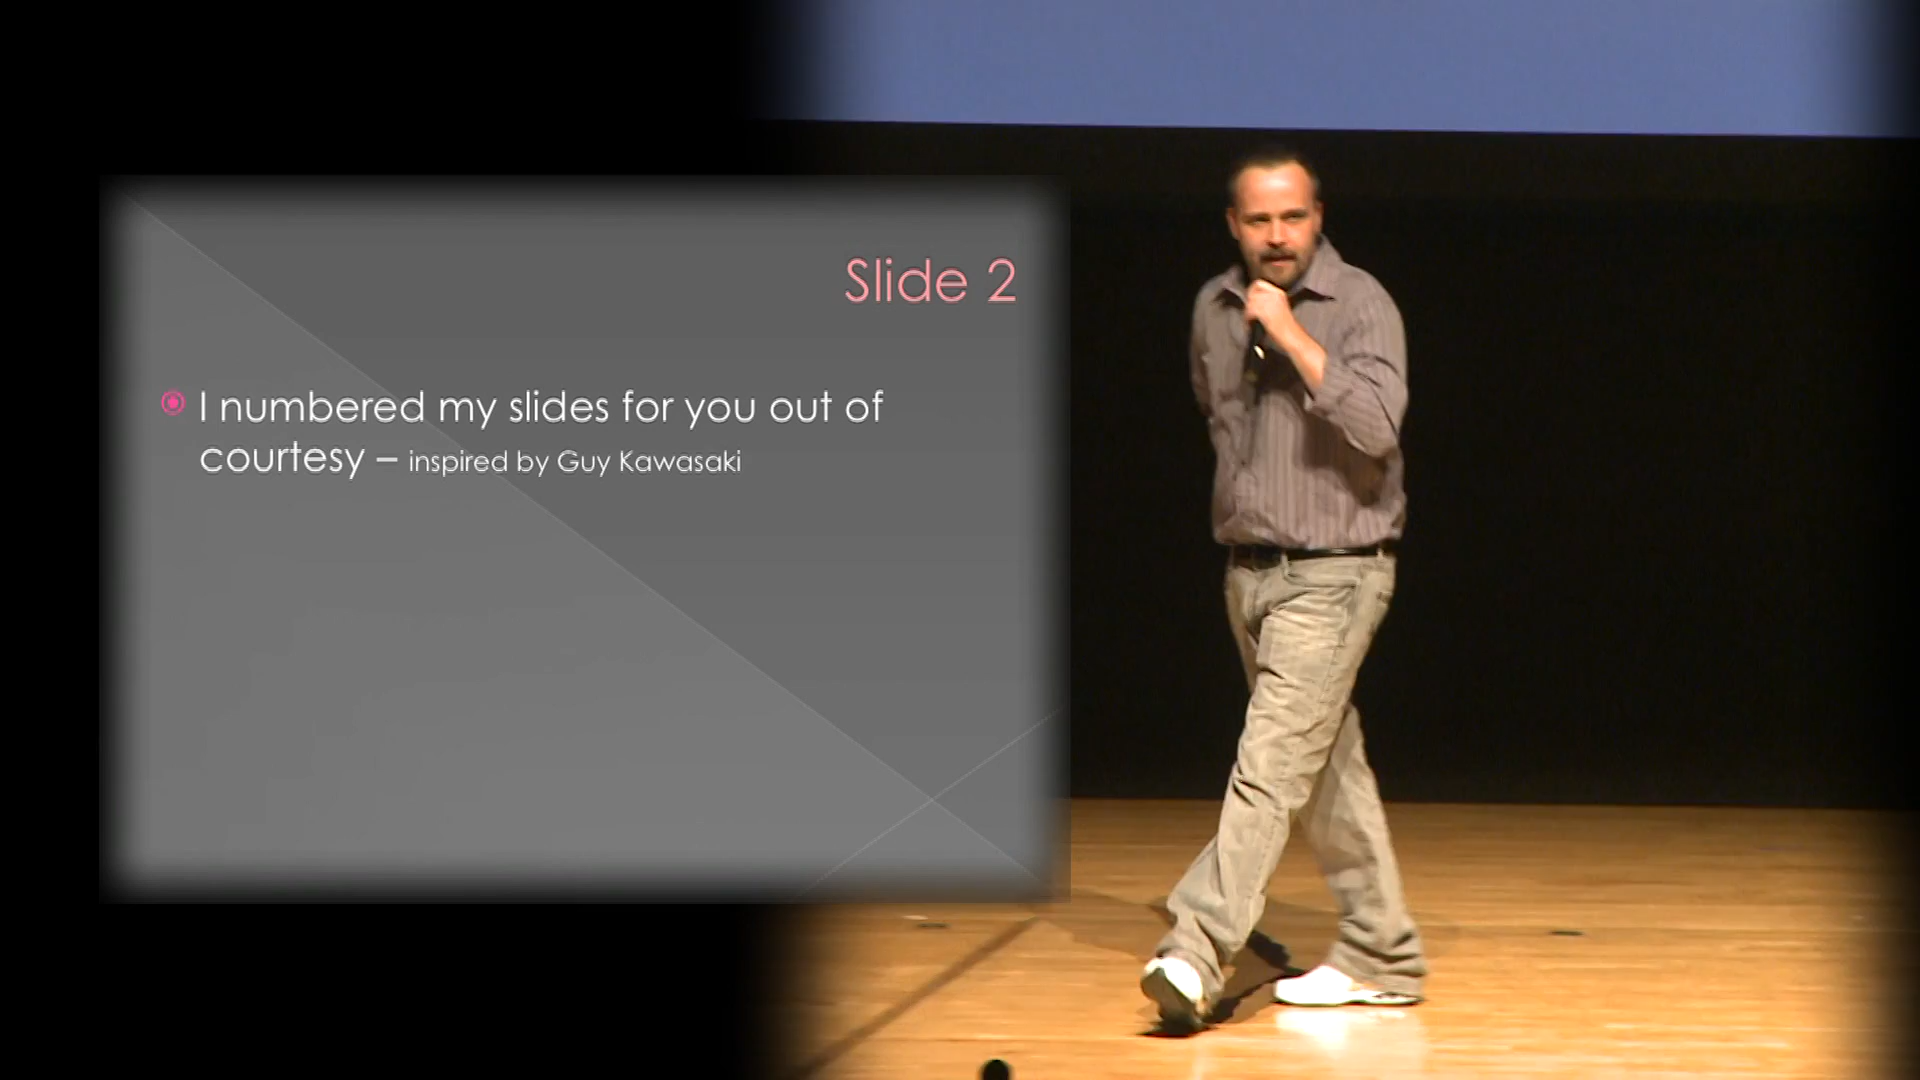 Slide 2
I numbered my slides for you out of
courtesy – inspired by Guy Kawasaki